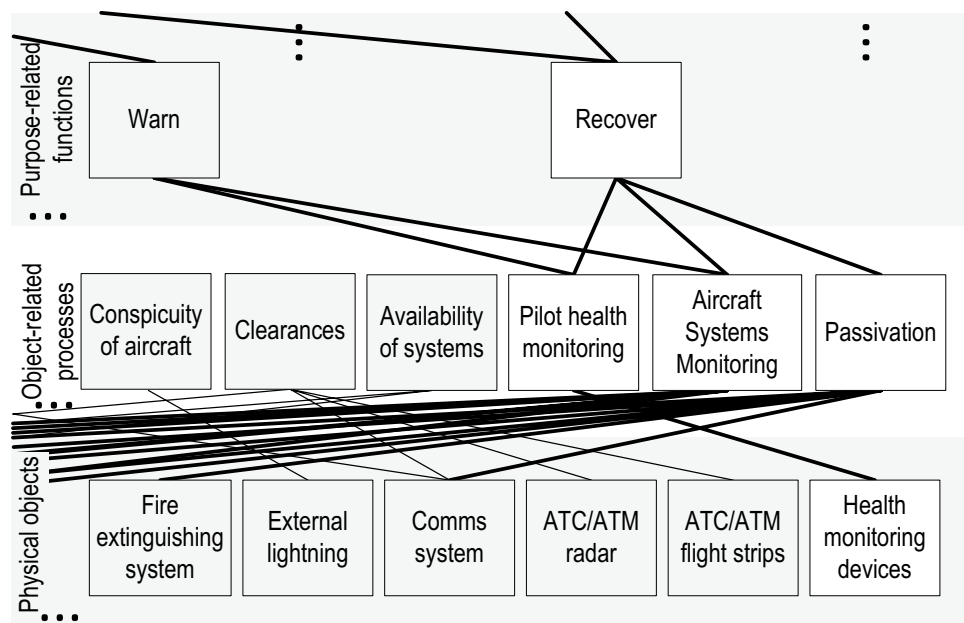 Purpose-related
functions
Warn
Recover
Object-related
processes
Conspicuity
of aircraft
Clearances
Availability
of systems
Pilot health
monitoring
Aircraft
Systems
Monitoring
Passivation
Physical objects
Fire
extinguishing
system
External
lightning
Comms
system
ATC/ATM
radar
ATC/ATM
flight strips
Health
monitoring
devices